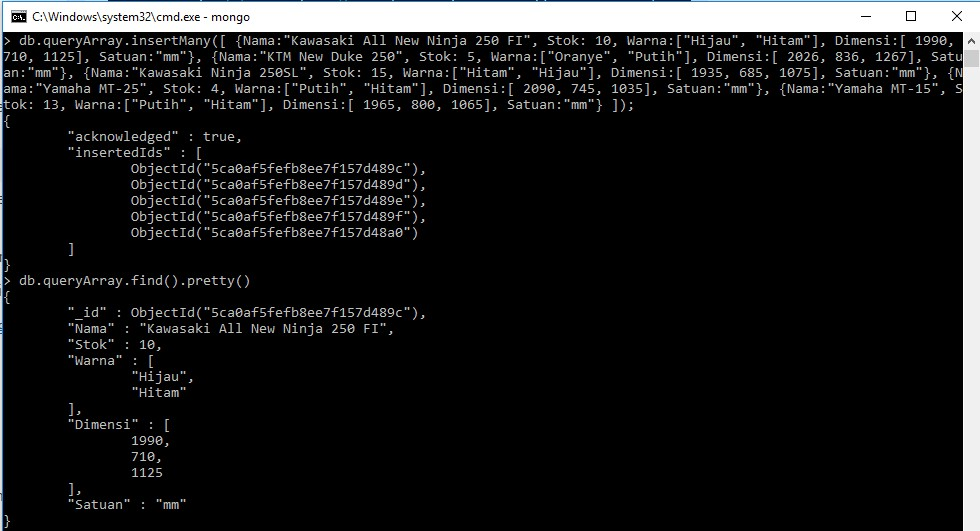 C:\Windows\system32\cmd.exe - mongo
> db.queryArray.insertMany([ {Nama:"Kawasaki All New Ninja 250 FI", Stok: 10, Warna:["Hijau", "Hitam"], Dimensi:[ 1990,
710, 1125], Satuan:"mm"}, {Nama:"KTM New Duke 250", Stok: 5, Warna:["Oranye", "Putih"], Dimensi:[ 2026, 836, 1267], Satu
an:"mm"}, {Nama:"Kawasaki Ninja 250SL", Stok: 15, Warna:["Hitam", "Hijau"], Dimensi:[ 1935, 685, 1075], Satuan:"mm"}, {N
ama:"Yamaha MT-25", Stok: 4, Warna:["Putih", "Hitam"], Dimensi:[ 2090, 745, 1035], Satuan:"mm"}, {Nama:"Yamaha MT-15", S
tok: 13, Warna:["Putih", "Hitam"], Dimensi:[ 1965, 800, 1065], Satuan:"mm"} ]);
{
"acknowledged" : true,
"insertedIds" : [
ObjectId("5ca0af5fefb8ee7f157d489c"),
ObjectId("5ca0af5fefb8ee7f157d489d"),
ObjectId("5ca0af5fefb8ee7f157d489e"),
ObjectId("5ca0af5fefb8ee7f157d489f"),
ObjectId("5ca0af5fefb8ee7f157d48a0")
]
}
> db.queryArray.find().pretty()
{
"_id" : ObjectId("5ca0af5fefb8ee7f157d489c"),
"Nama" : "Kawasaki All New Ninja 250 FI",
"Stok" : 10,
"Warna" : [
"Hijau",
"Hitam"
],
"Dimensi" : [
1990,
710,
1125
],
"Satuan" : "mm"
}